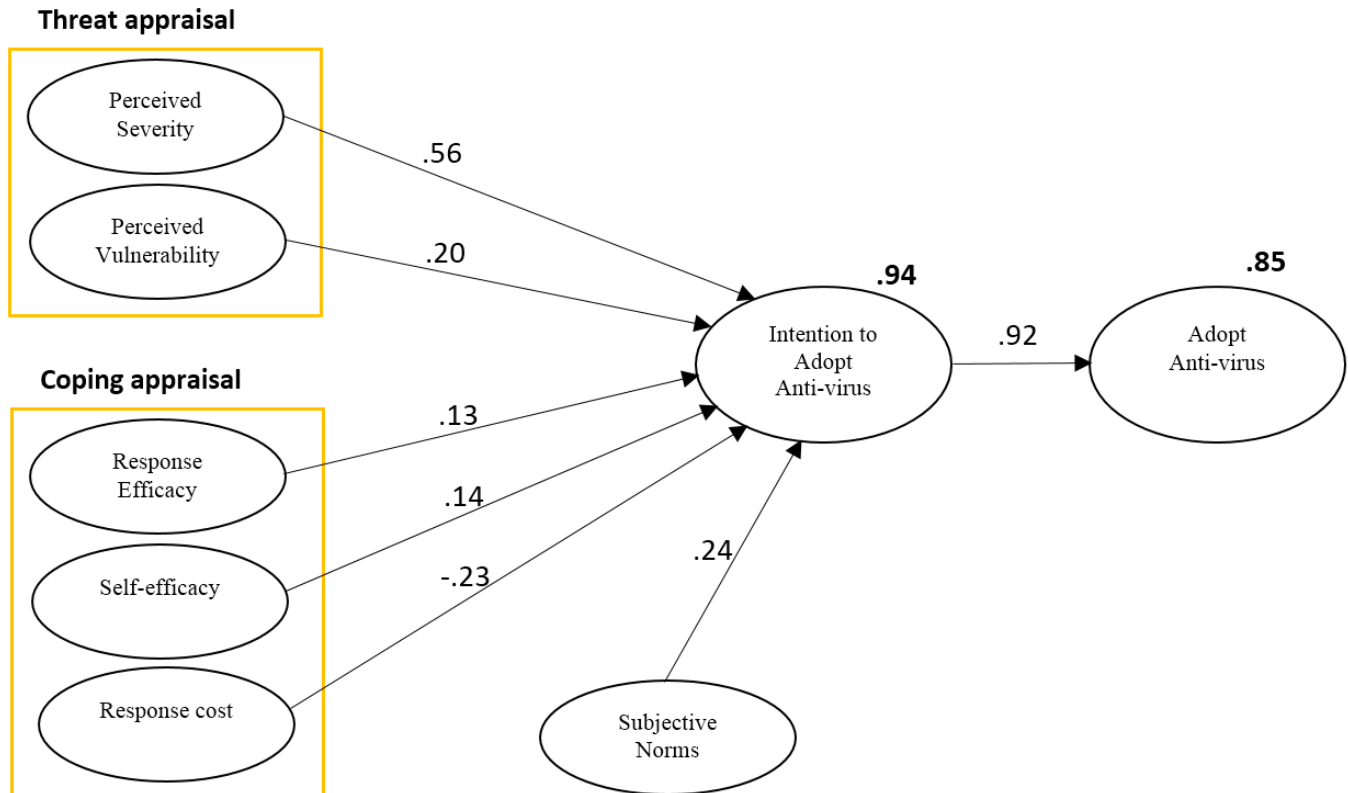 Threat appraisal
Perceived
Severity
.56
Perceived
Vulnerability
.20
.94
.85
Intention to
Adopt
Anti-virus
.92
Adopt
Anti-virus
Coping appraisal
Response
Efficacy
.13
Self-efficacy
.14
-.23
.24
Response cost
Subjective
Norms